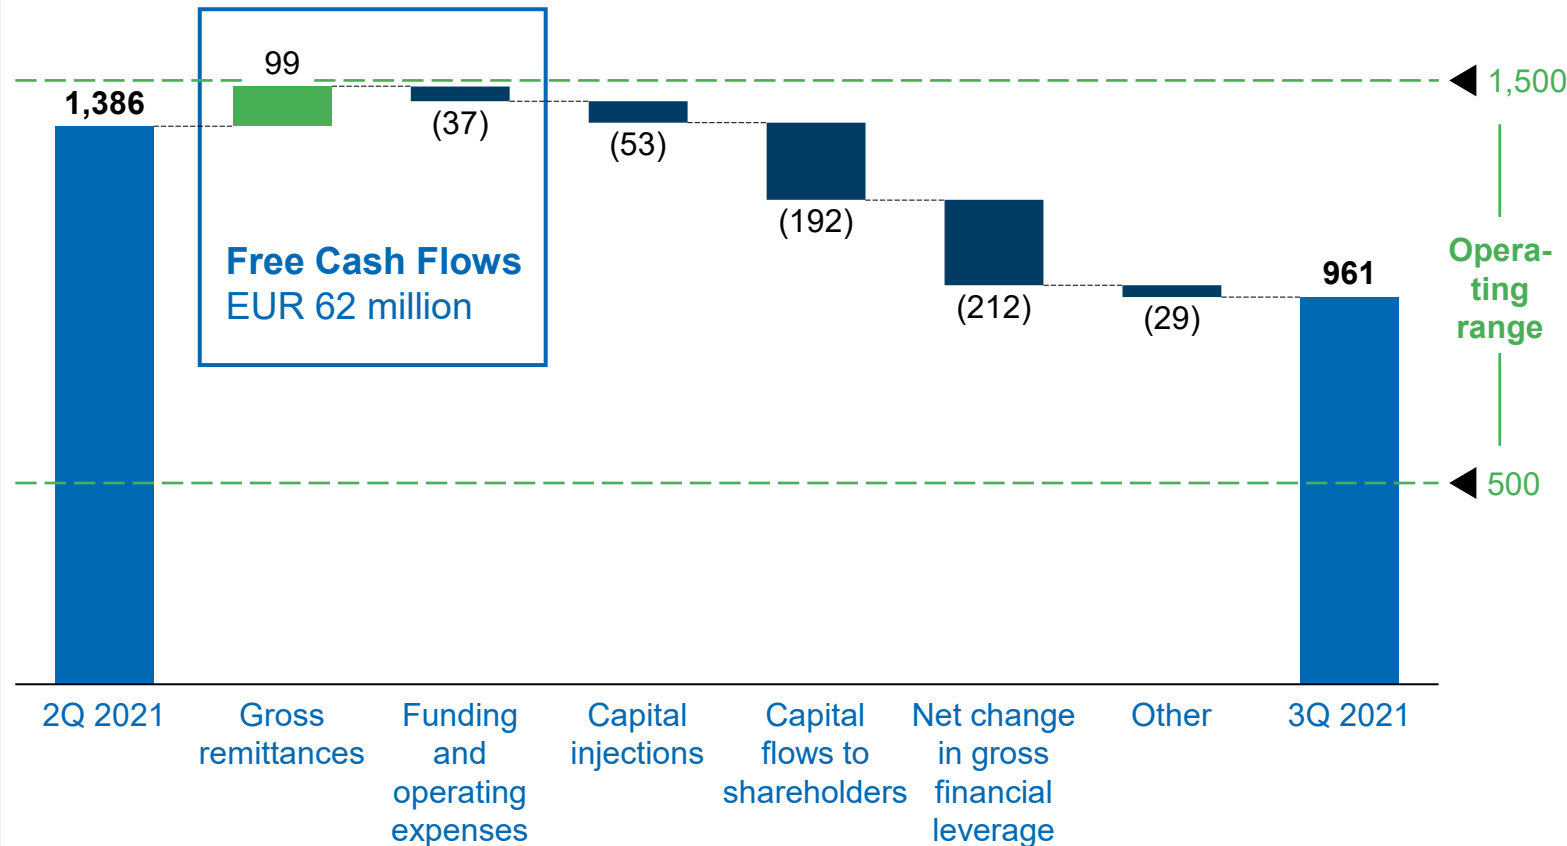 99
1,500
1,386
(37)
(53)
(192)
Free Cash Flows
EUR 62 million
(212)
(29)
961
Opera-
ting
range
500
2Q 2021
Gross
remittances
Funding
and
operating
expenses
Capital
injections
Capital
flows to
shareholders
Net change
in gross
financial
leverage
Other
3Q 2021